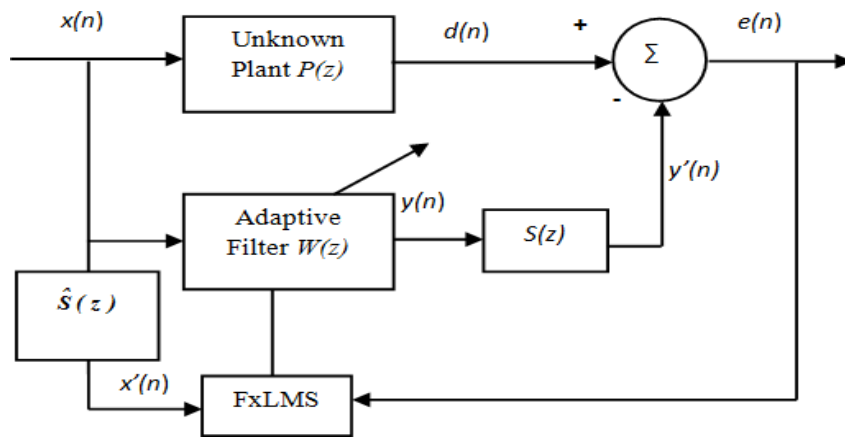 x(n)
Unknown
Plant P(z)
d(n)
+
Σ
e(n)
-
y'(n)
Adaptive
Filter W(z)
y(n)
S(z)
Ŝ(z)
x'(n)
FxLMS